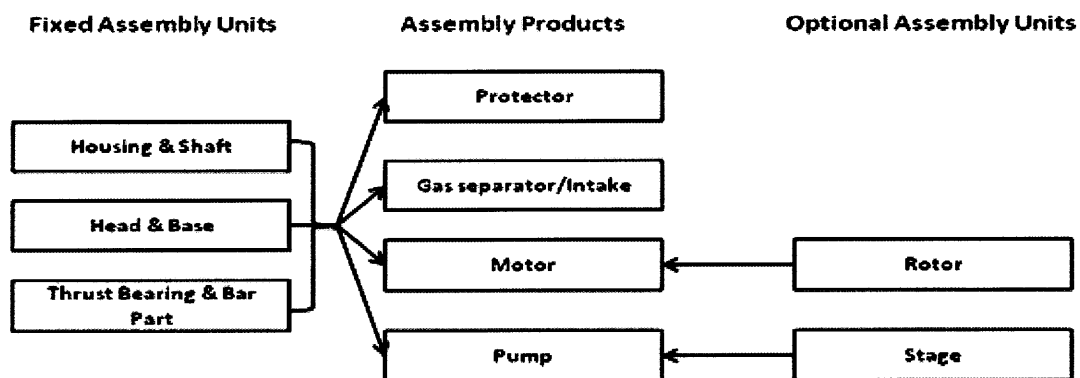 Fixed Assembly Units
Assembly Products
Optional Assembly Units
Protector
Housing & Shaft
Gas separator/Intake
Head & Base
Motor
Rotor
Thrust Bearing & Bar
Part
Pump
Stage